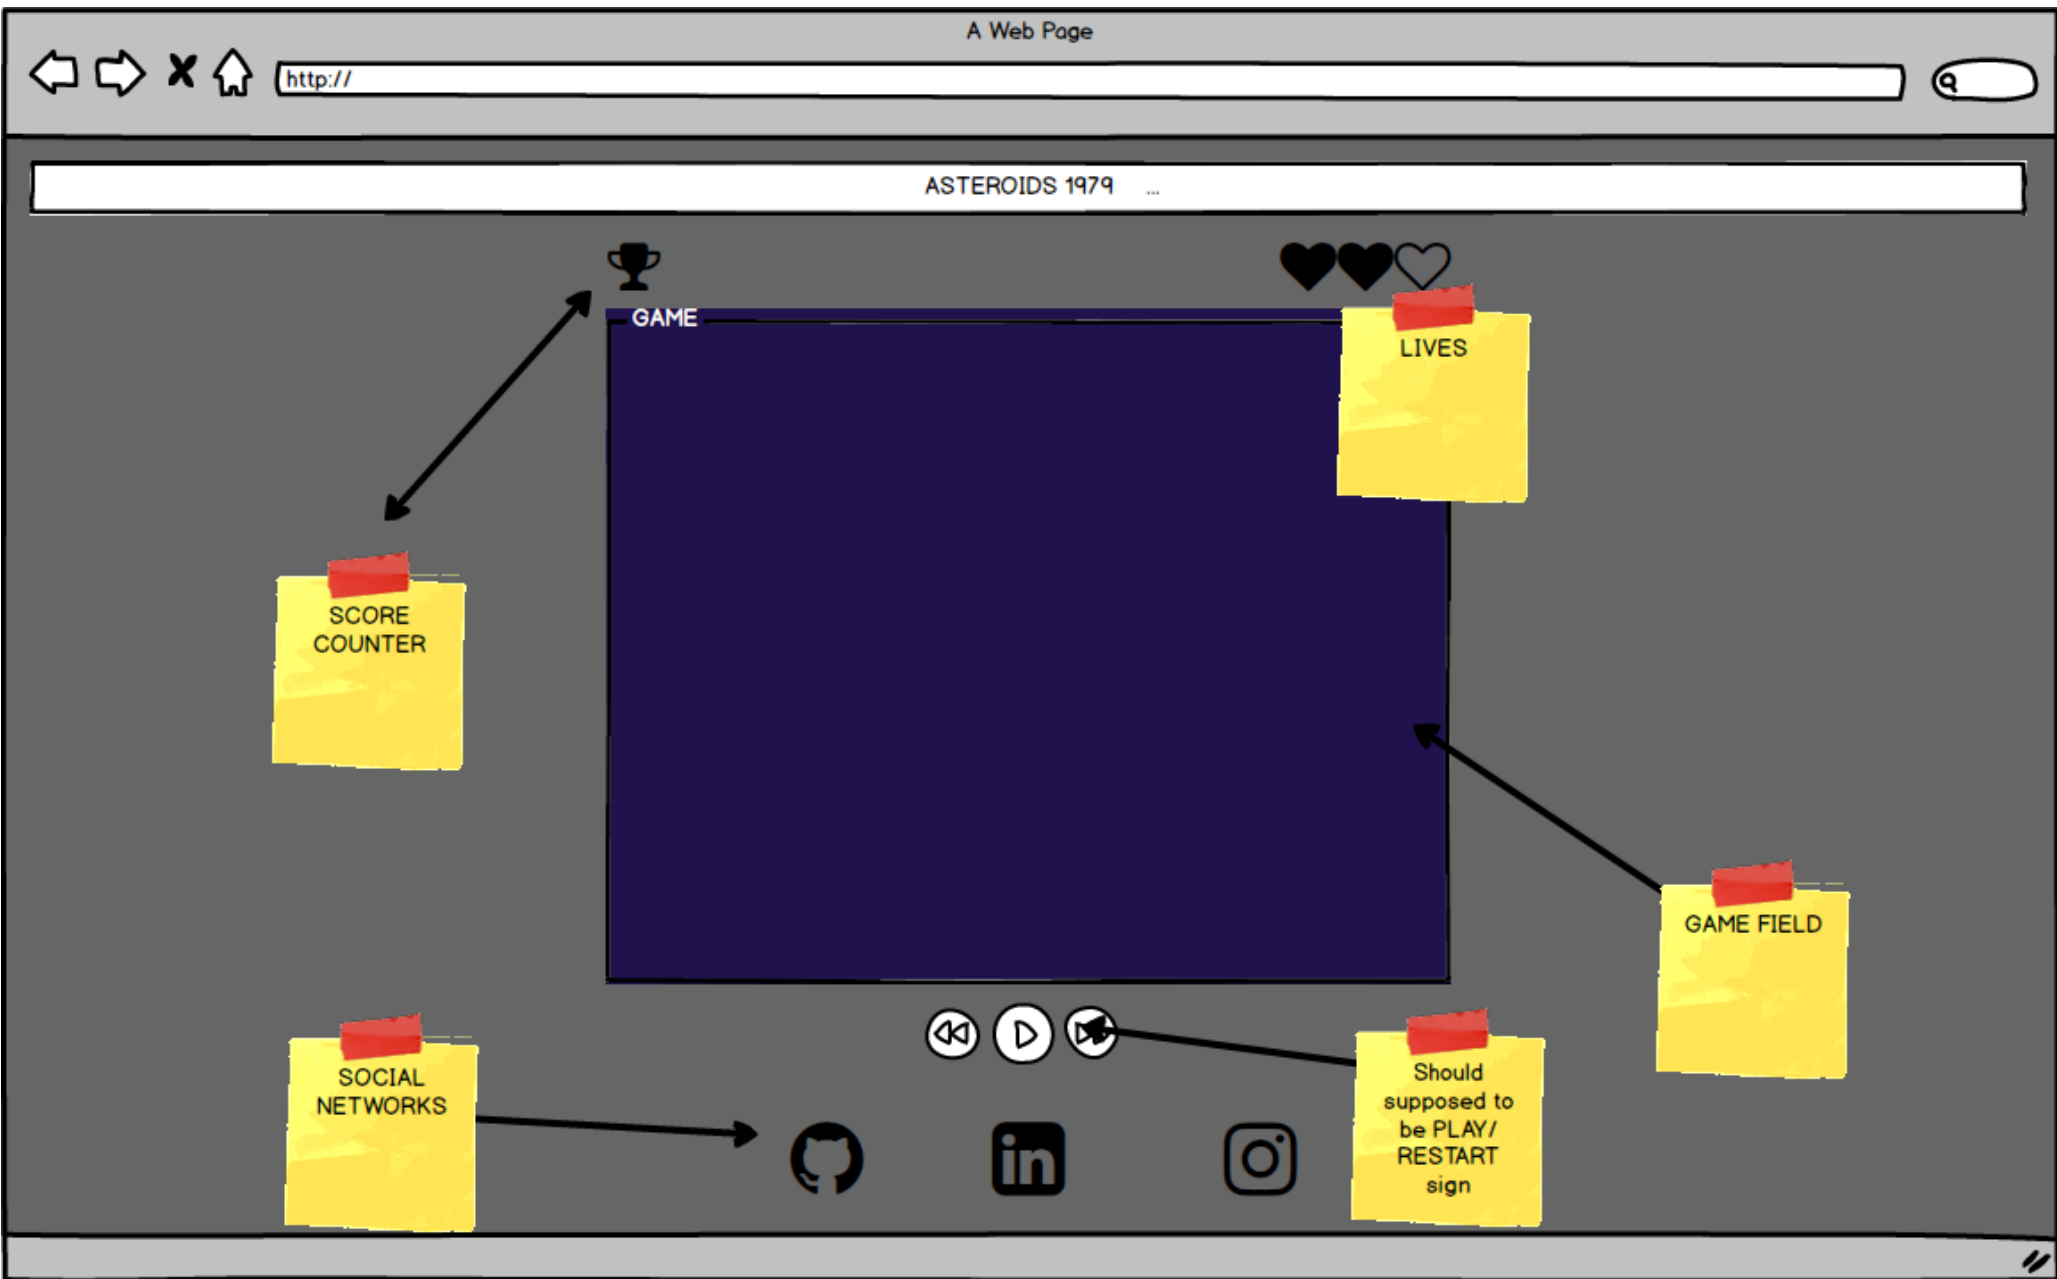 A Web Page
http://
ASTEROIDS 1979 ...
GAME
LIVES
SCORE
COUNTER
GAME FIELD
SOCIAL
NETWORKS
Should
supposed to
be PLAY/
RESTART
sign
in